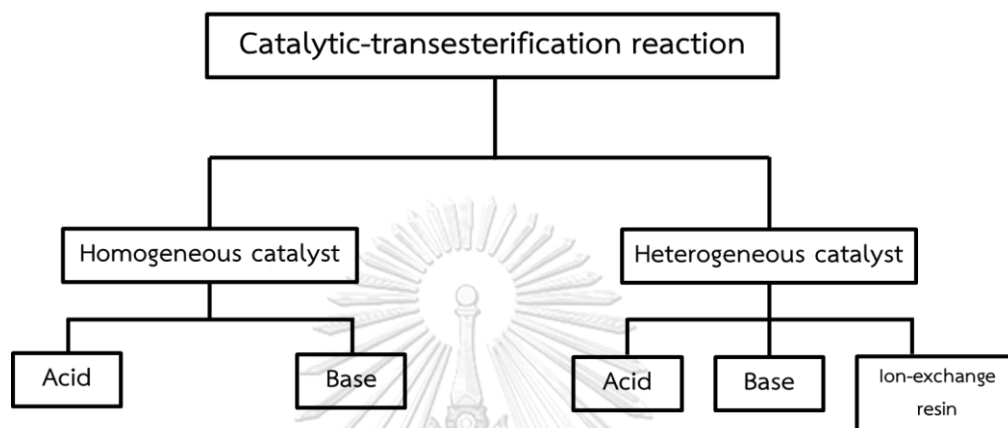 Catalytic-transesterification reaction
Homogeneous catalyst
Heterogeneous catalyst
Acid
Base
Acid
Base
Ion-exchange
resin